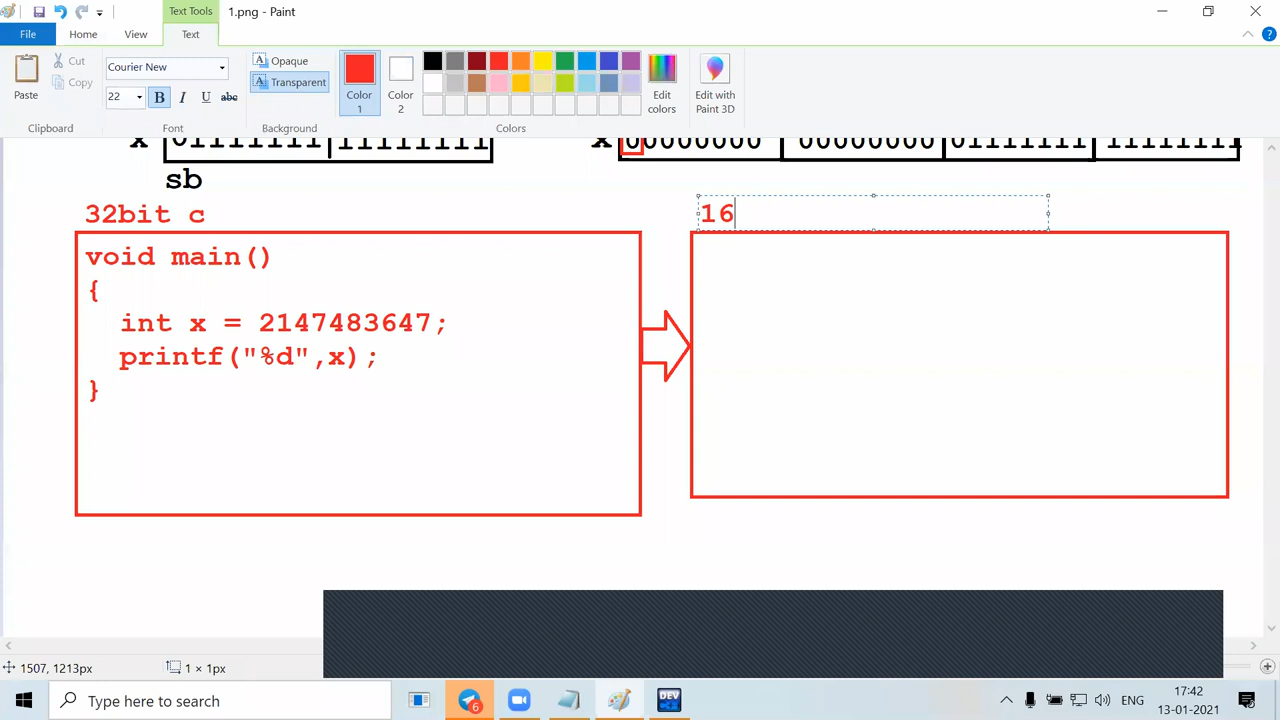 Text Tools
1.png - Paint
File
Home
View
Text
Paste
Cut
Copy
Clipboard
Courier New
22
B
I
U
abc
Font
Opaque
Transparent
Background
Color
1
Color
2
Edit
colors
Edit with
Paint 3D
Colors
x 01111111 11111111
x 00000000 00000000 01111111 11111111
sb
32bit c
16
void main()
{
int x = 2147483647;
printf("%d",x);
}
1507, 1213px
1 × 1px
Type here to search
6
DEV
ENG
17:42
13-01-2021